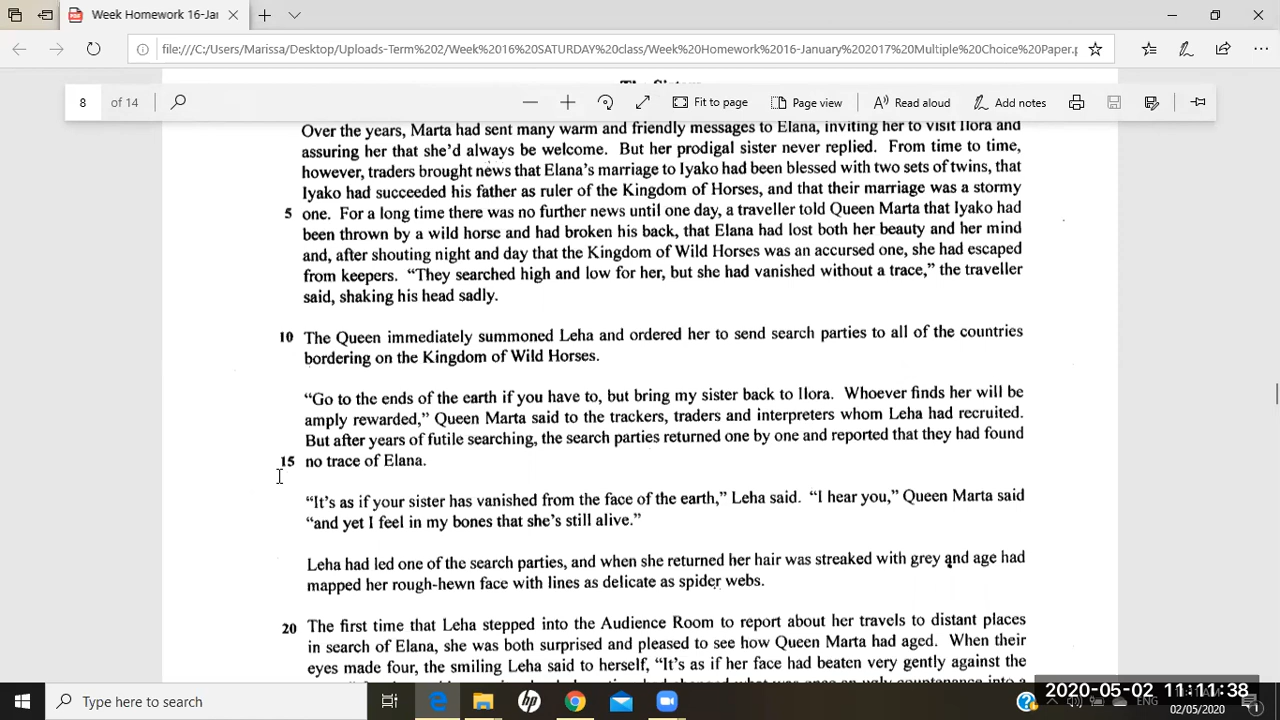 Week Homework 16-Jar
file:///C:/Users/Marissa/Desktop/Uploads-Term%202/Week%2016%20SATURDAY%20class/Week%20Homework%2016-January%202017%20Multiple%20Choice%20Paper.p
8 of 14
Fit to page
Page view
Read aloud
Add notes
Over the years, Marta had sent many warm and friendly messages to Elana, inviting her to visit Ilora and
assuring her that she'd always be welcome. But her prodigal sister never replied. From time to time,
however, traders brought news that Elana's marriage to Iyako had been blessed with two sets of twins, that
Iyako had succeeded his father as ruler of the Kingdom of Horses, and that their marriage was a stormy
5 one. For a long time there was no further news until one day, a traveller told Queen Marta that Iyako had
been thrown by a wild horse and had broken his back, that Elana had lost both her beauty and her mind
and, after shouting night and day that the Kingdom of Wild Horses was an accursed one, she had escaped
from keepers. "They searched high and low for her, but she had vanished without a trace," the traveller
said, shaking his head sadly.
10 The Queen immediately summoned Leha and ordered her to send search parties to all of the countries
bordering on the Kingdom of Wild Horses.
"Go to the ends of the earth if you have to, but bring my sister back to Ilora. Whoever finds her will be
amply rewarded," Queen Marta said to the trackers, traders and interpreters whom Leha had recruited.
But after years of futile searching, the search parties returned one by one and reported that they had found
15 no trace of Elana.
"It's as if your sister has vanished from the face of the earth," Leha said. "I hear you," Queen Marta said
"and yet I feel in my bones that she's still alive."
Leha had led one of the search parties, and when she returned her hair was streaked with grey and age had
mapped her rough-hewn face with lines as delicate as spider webs.
20 The first time that Leha stepped into the Audience Room to report about her travels to distant places
in search of Elana, she was both surprised and pleased to see how Queen Marta had aged. When their
eyes made four, the smiling Leha said to herself, "It's as if her face had beaten very gently against the
Type here to search
ENG
2020-05-02 11:11:38
02/05/2020